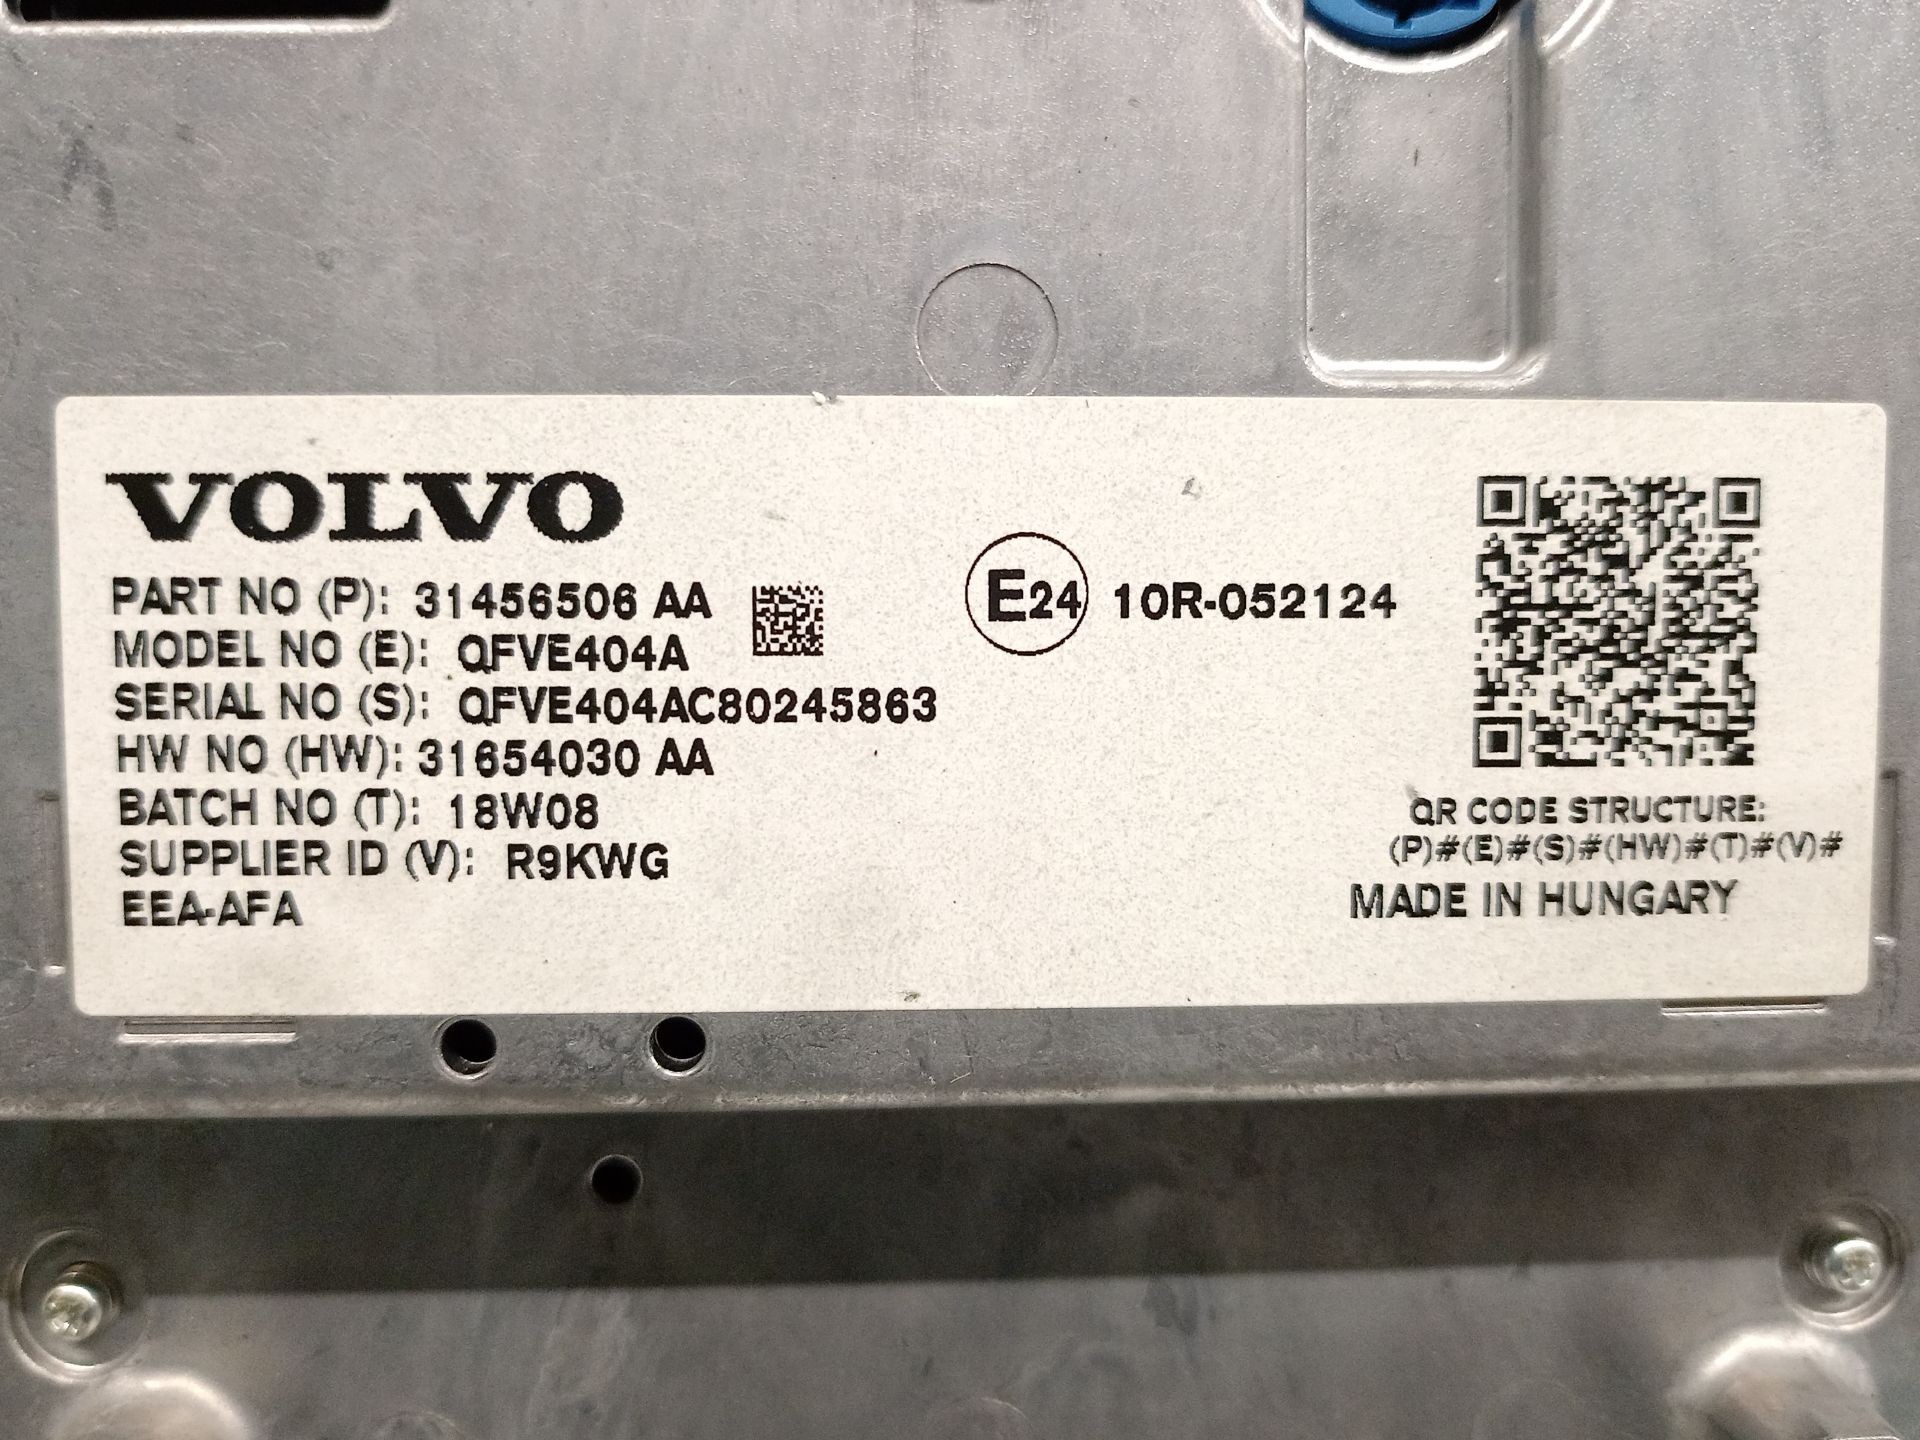 VOLVO
PART NO (P): 31456506 AA
MODEL NO (E): QFVE404A
SERIAL NO (S): QFVE404AC80245863
HW NO (HW): 31654030 AA
BATCH NO (T): 18W08
SUPPLIER ID (V): R9KWG
EEA-AFA
E24 10R-052124
QR CODE STRUCTURE:
(P)#(E)#(S)#(HW)#(T)#(V)#
MADE IN HUNGARY